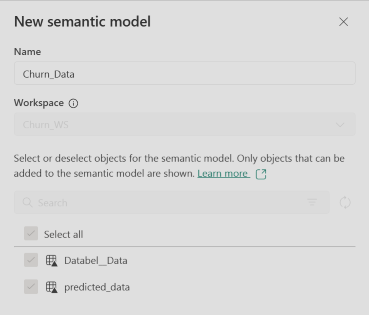 New semantic model
Name
Churn_Data
Workspace
Churn_WS
Select or deselect objects for the semantic model. Only objects that can be
added to the semantic model are shown. Learn more
Search
Select all
Databel__Data
predicted_data